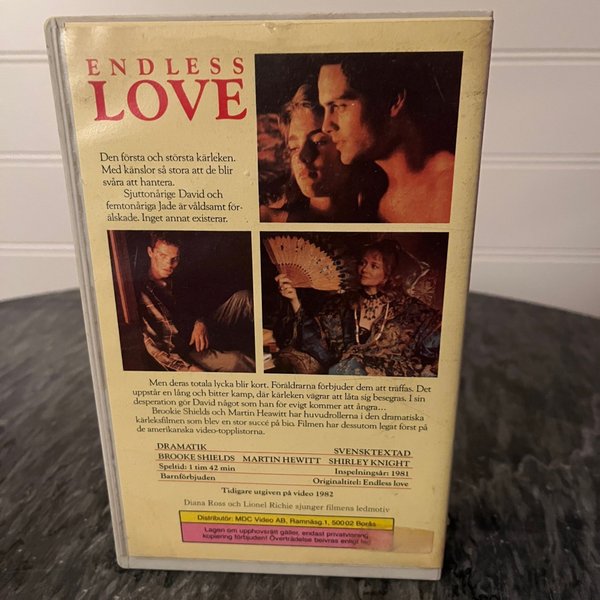 ENDLESS
LOVE
Den första och största kärleken.
Med känslor så stora att de blir
svåra att hantera.
Sjuttonårige David och
femtonåriga Jade är våldsamt för-
älskade. Inget annat existerar.
Men deras totala lycka blir kort. Föräldrarna förbjuder dem att träffas. Det
uppstår en lång och bitter kamp, där kärleken vägrar att låta sig besegras. I sin
desperation gör David något som han för evigt kommer att ångra...
Brookie Shields och Martin Heawitt har huvudrollerna i den dramatiska
kärleksfilmen som blev en stor succé på bio. Filmen har dessutom legat först på
de amerikanska video-topplistorna.
DRAMATIK SVENSKTEXTAD
BROOKE SHIELDS MARTIN HEWITT SHIRLEY KNIGHT
Speltid: 1 tim 42 min Inspelningsår: 1981
Barnförbjuden Originaltitel: Endless love
Tidigare utgiven på video 1982
Diana Ross och Lionel Richie sjunger filmens ledmotiv
Distributör: MDC Video AB, Ramnäsg.1, 500 02 Borås
Lagen om upphovsrätt gäller, endast privatvisning,
kopiering förbjuden! Överträdelse beivras enligt